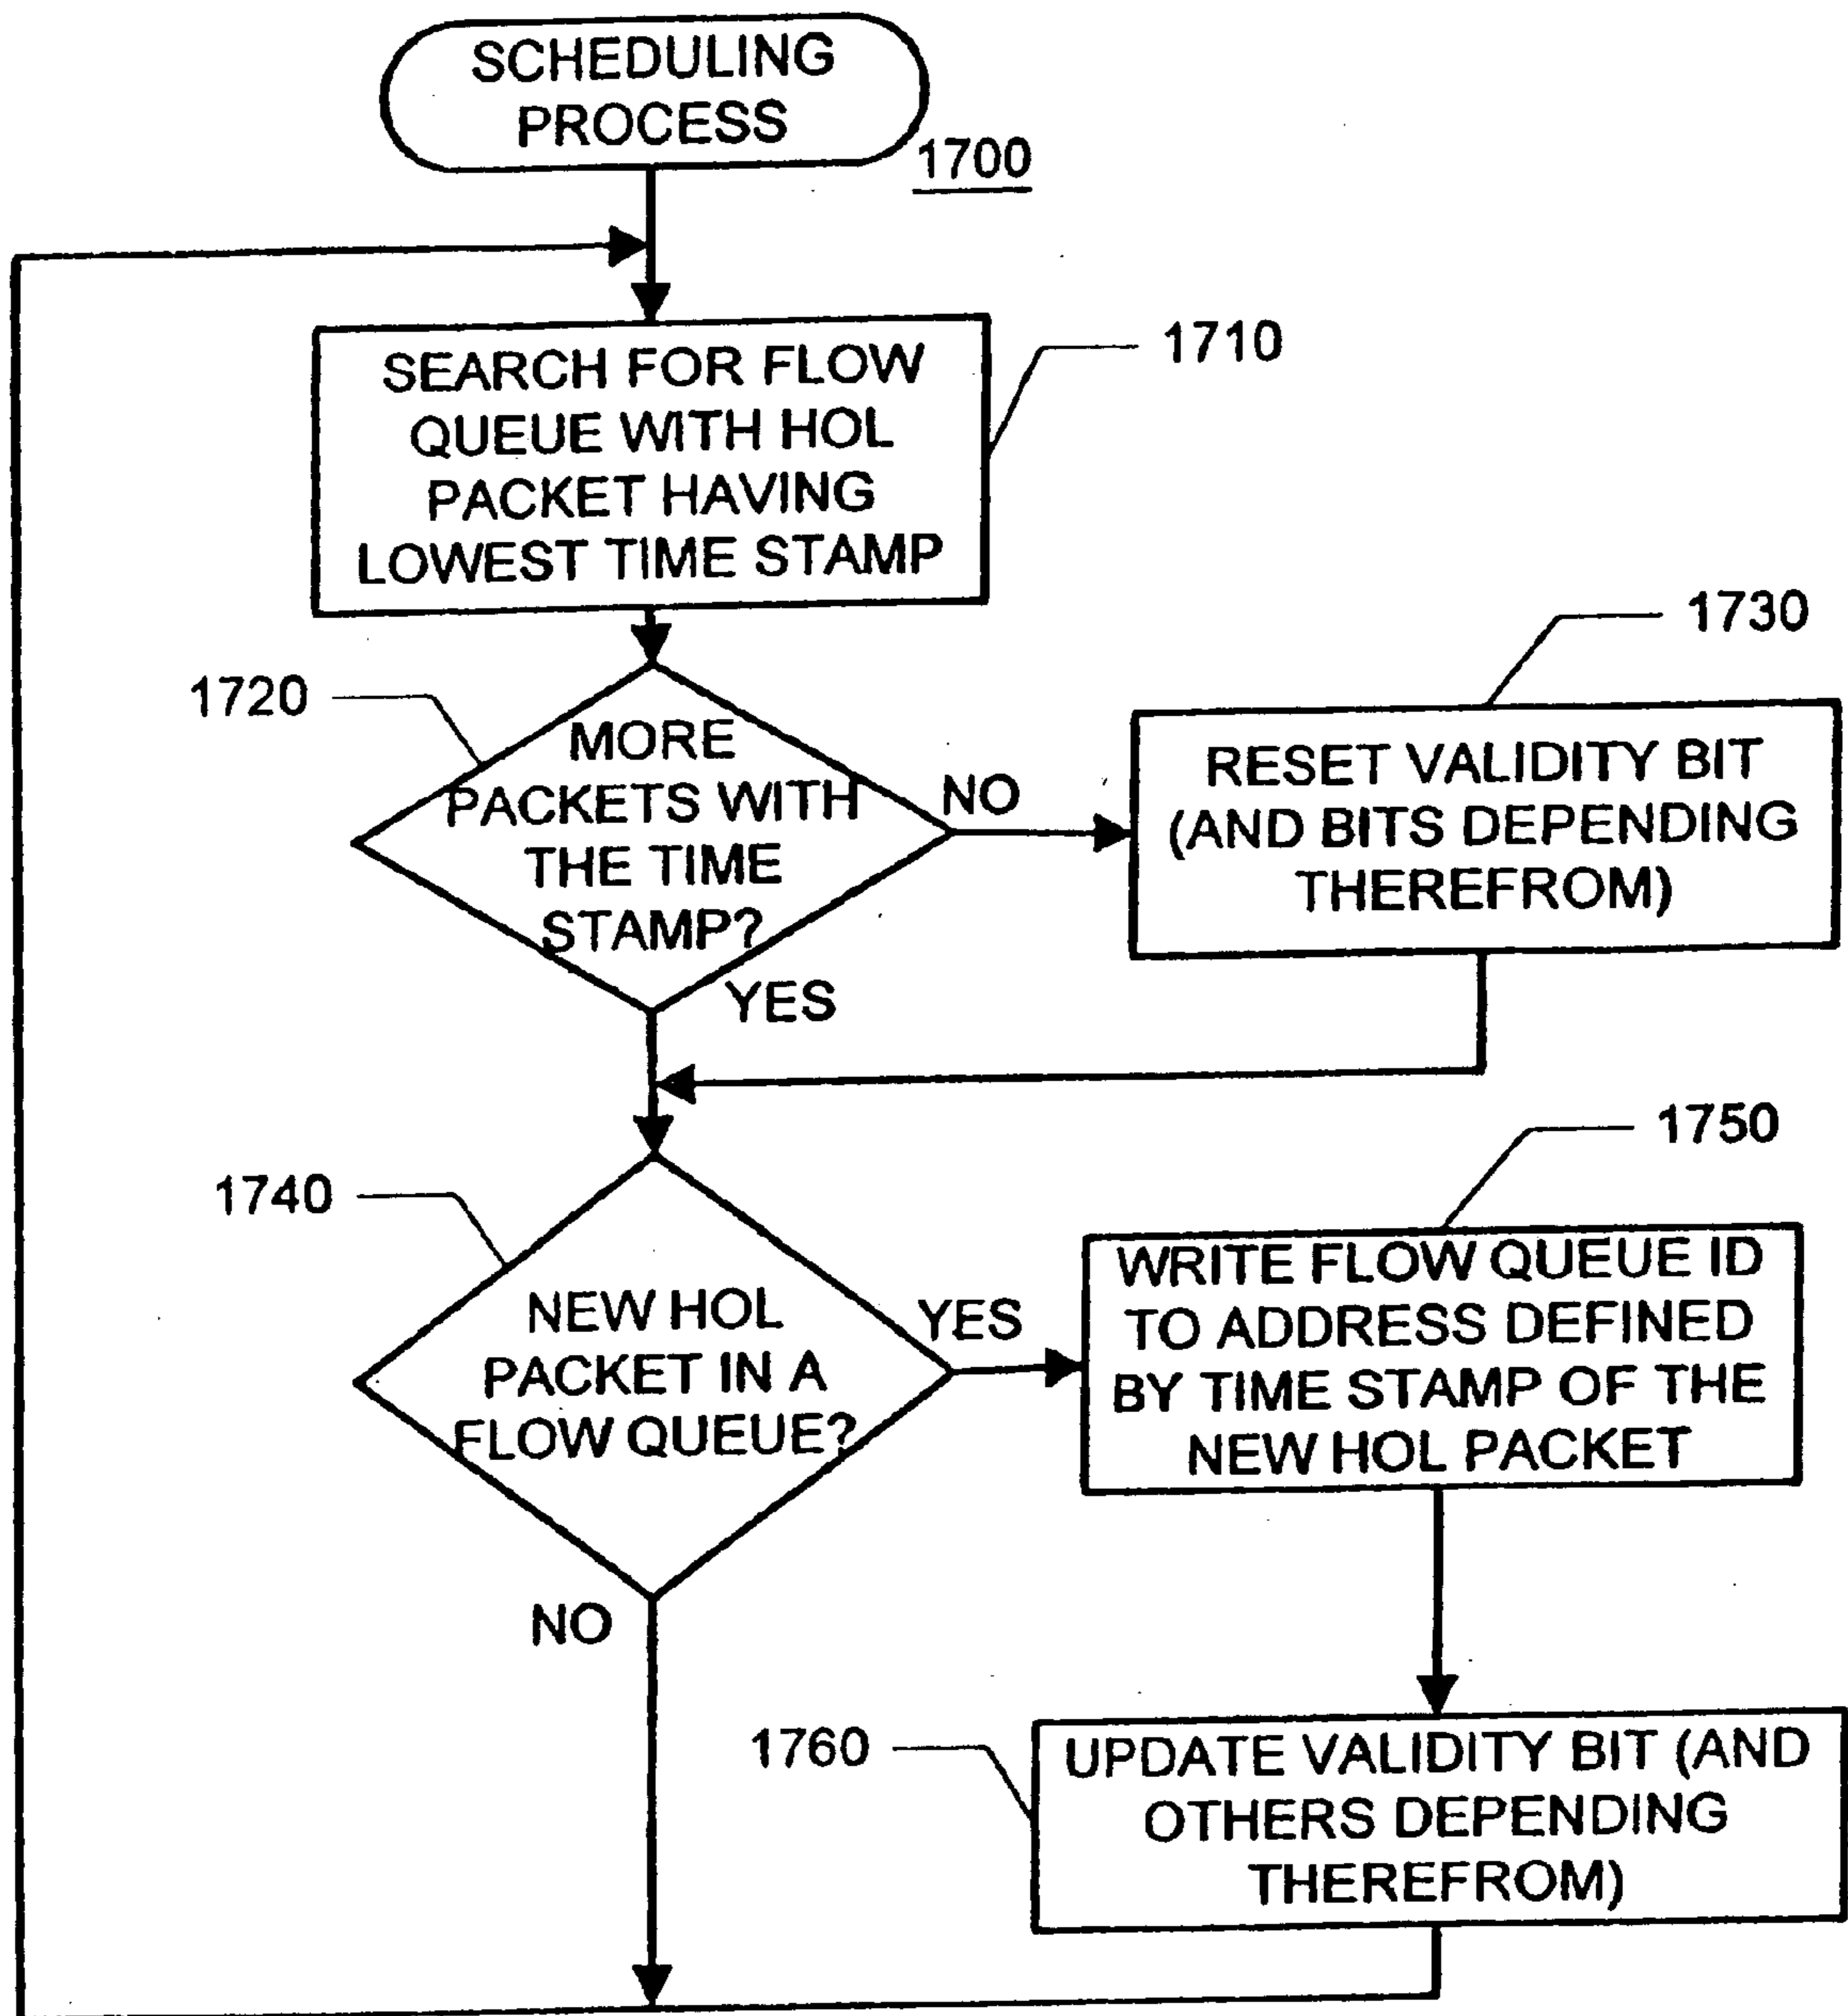 SCHEDULING
PROCESS
1700
SEARCH FOR FLOW
QUEUE WITH HOL
PACKET HAVING
LOWEST TIME STAMP
1710
1720
MORE
PACKETS WITH
THE TIME
STAMP?
NO
YES
1730
RESET VALIDITY BIT
(AND BITS DEPENDING
THEREFROM)
1740
NEW HOL
PACKET IN A
FLOW QUEUE?
YES
NO
1750
WRITE FLOW QUEUE ID
TO ADDRESS DEFINED
BY TIME STAMP OF THE
NEW HOL PACKET
1760
UPDATE VALIDITY BIT (AND
OTHERS DEPENDING
THEREFROM)